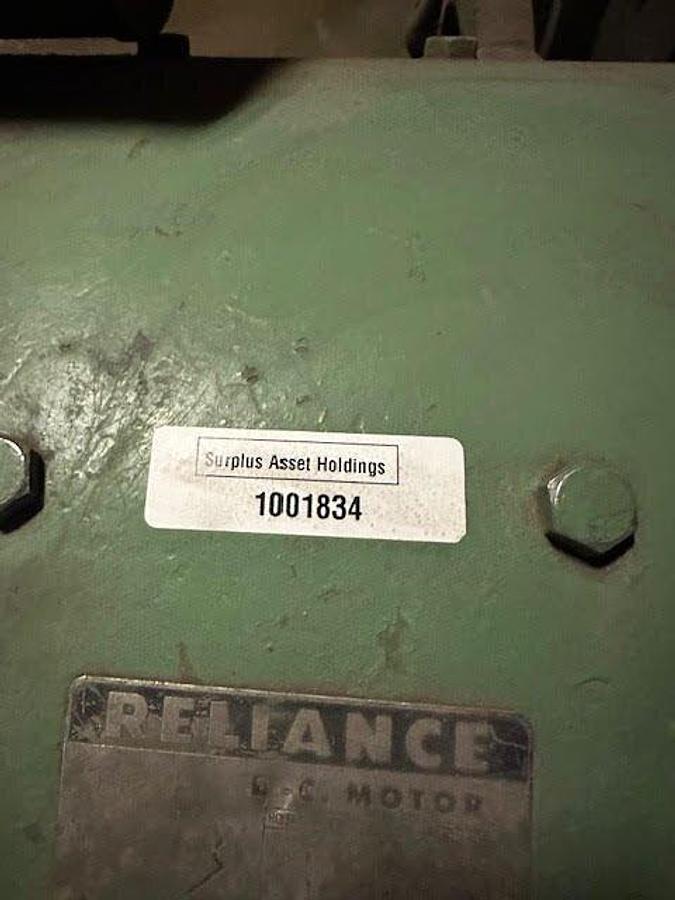 Surplus Asset Holdings
1001834
RELIANCE
D.C. MOTOR